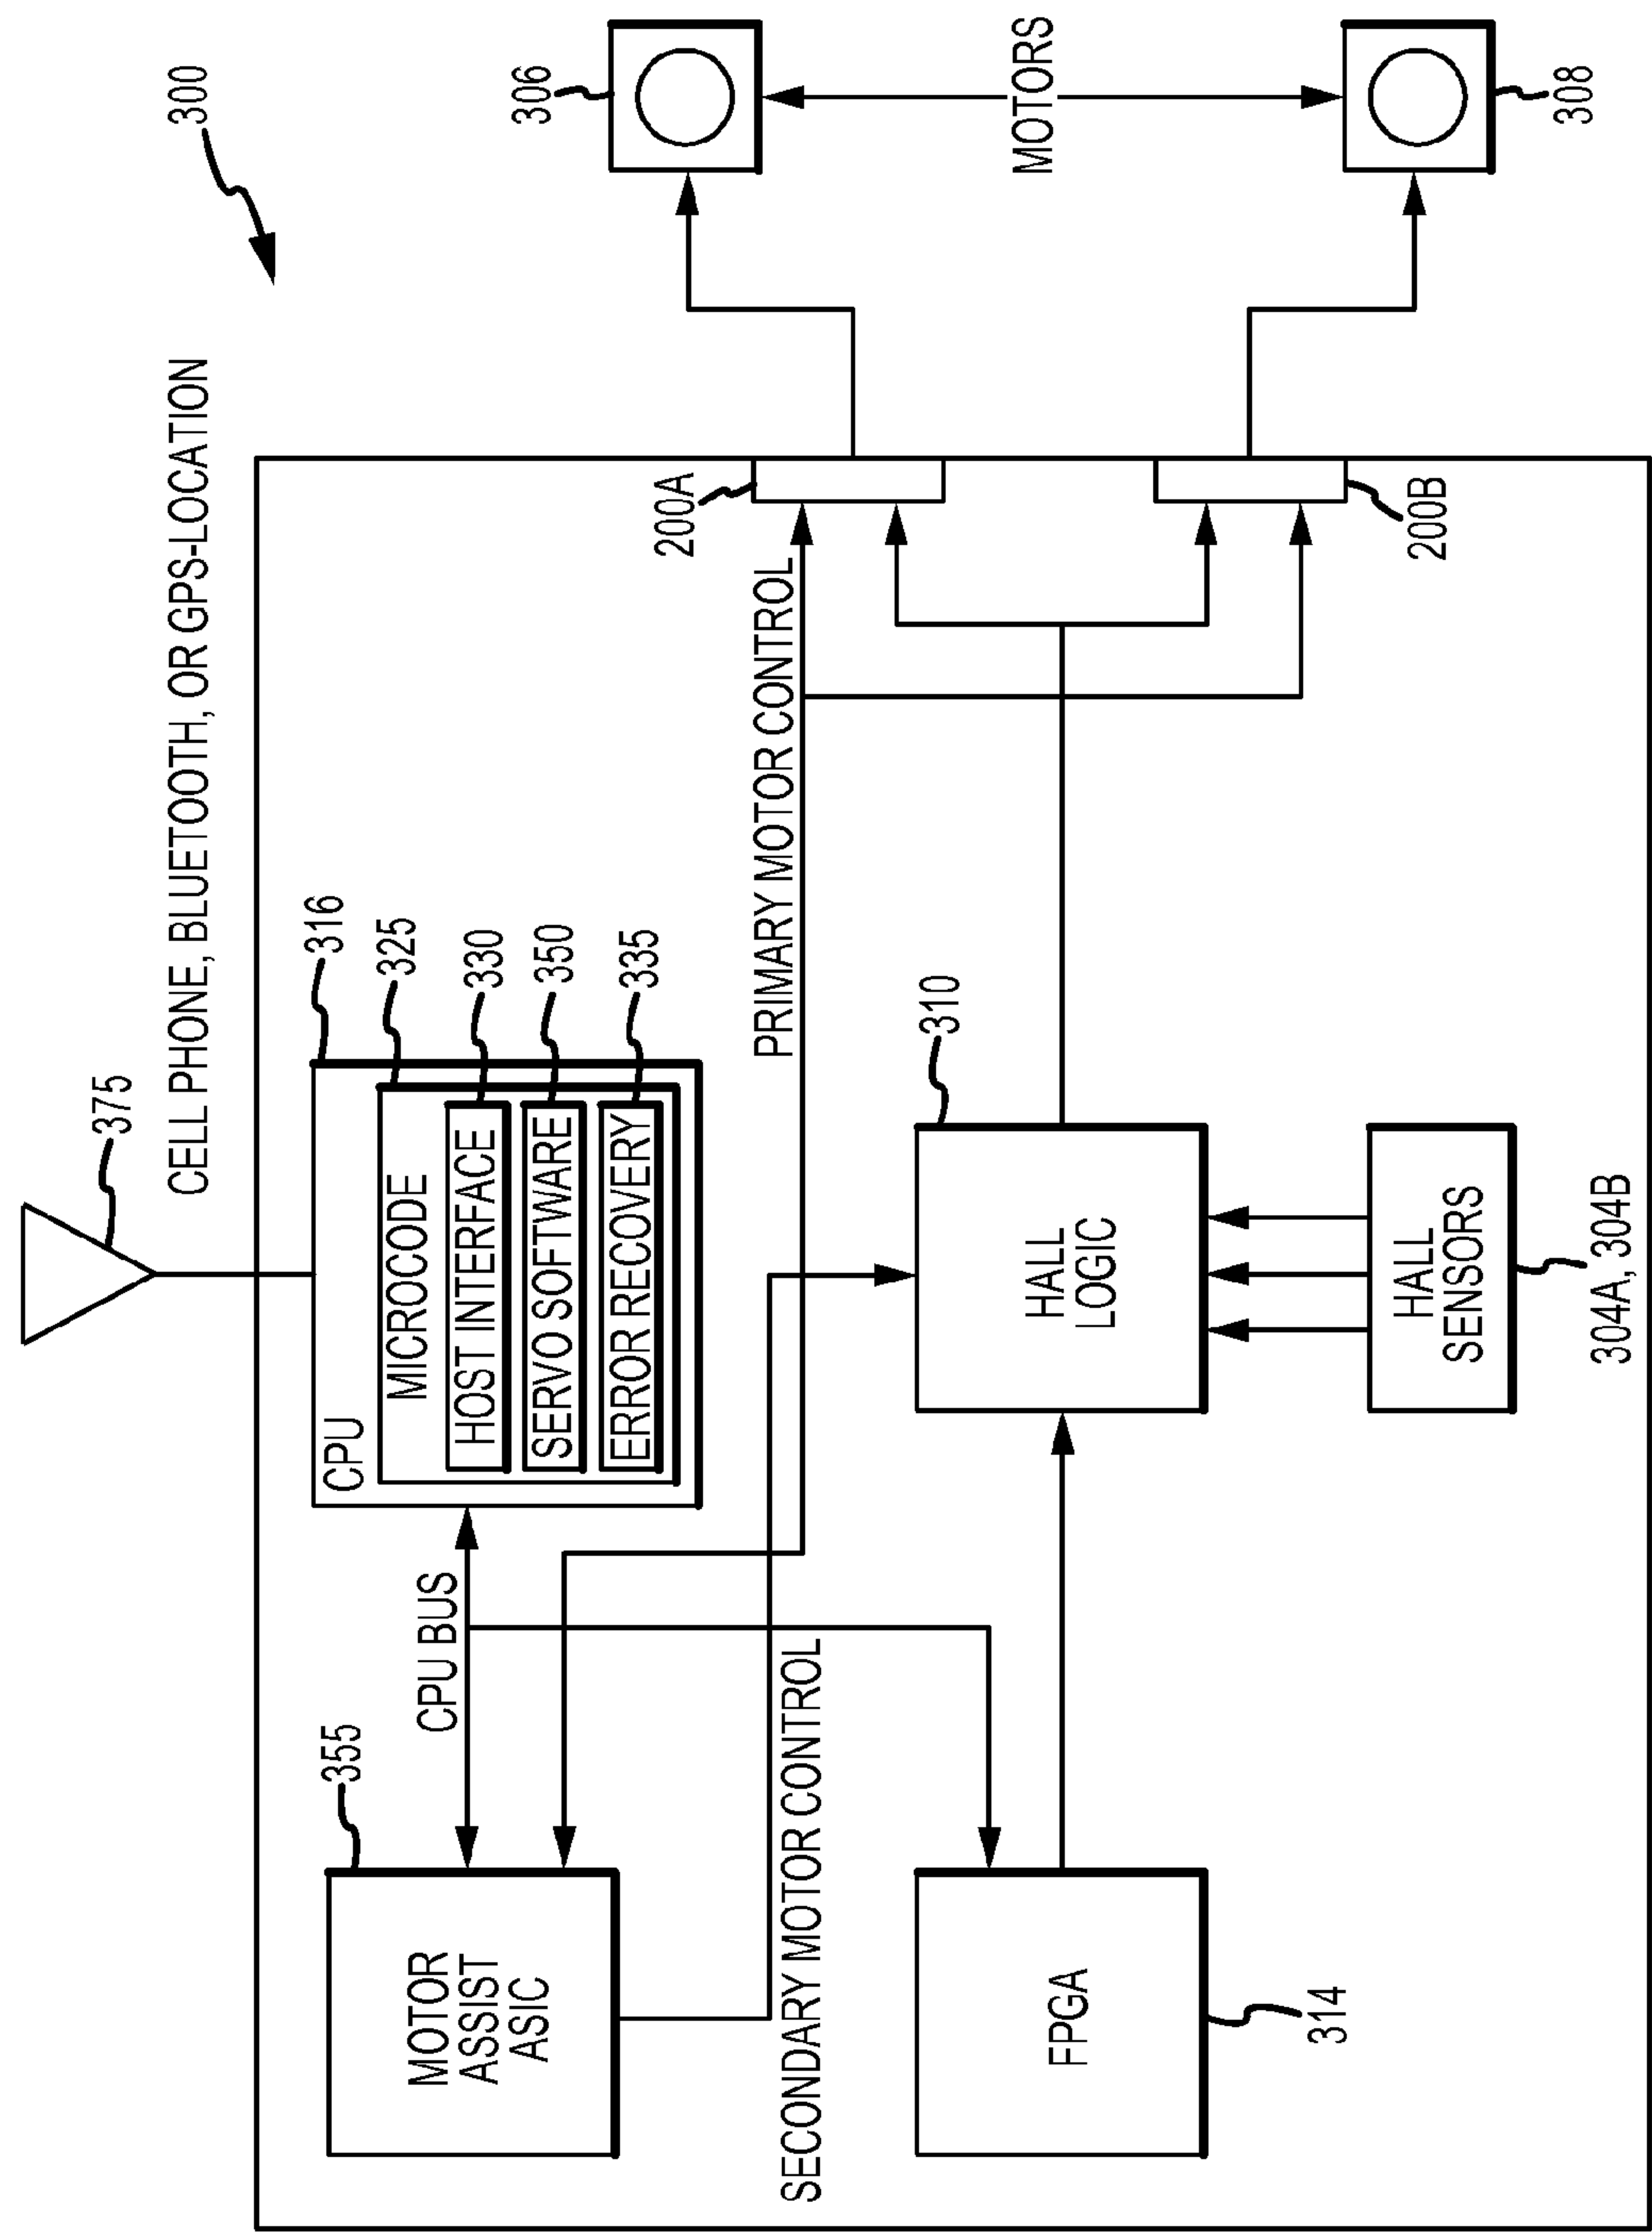 300
375
CELL PHONE, BLUETOOTH, OR GPS-LOCATION
355
MOTOR
ASSIST
ASIC
CPU BUS
CPU
MICROCODE
HOST INTERFACE
SERVO SOFTWARE
ERROR RECOVERY
316
325
330
350
335
306
MOTORS
308
200A
200B
PRIMARY MOTOR CONTROL
SECONDARY MOTOR CONTROL
FPGA
314
HALL
LOGIC
310
HALL
SENSORS
304A, 304B